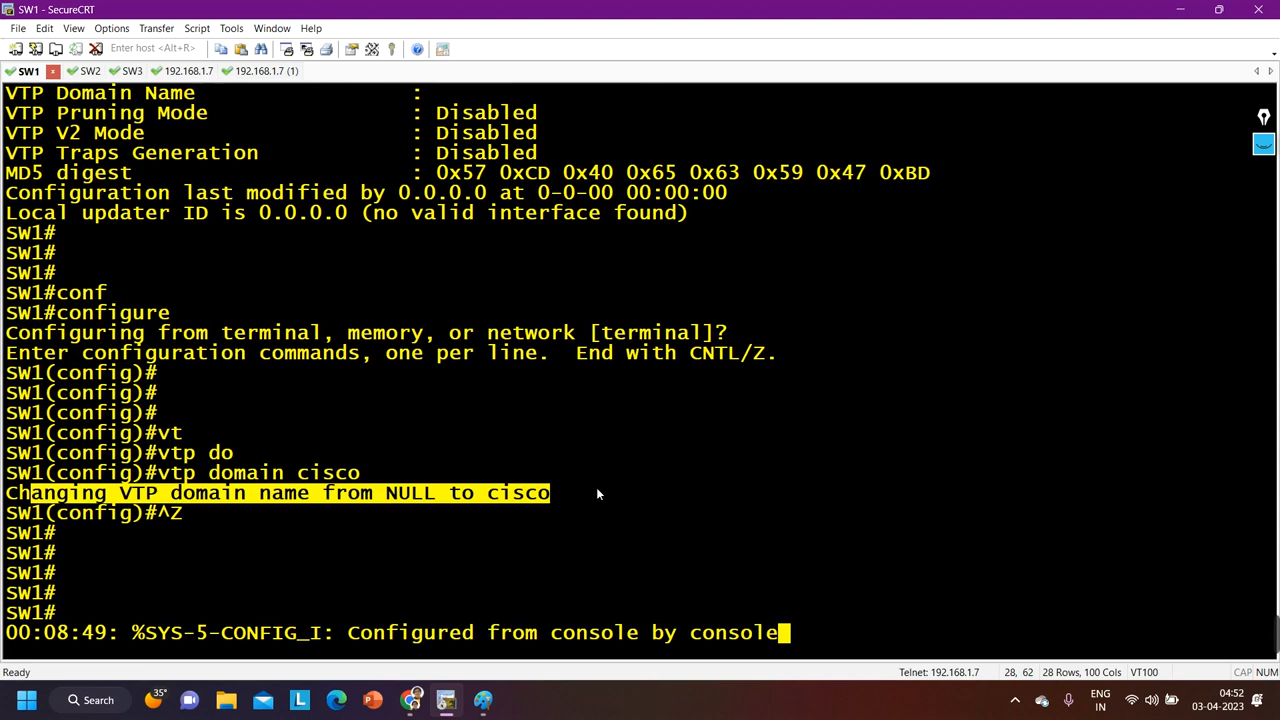 SW1 - SecureCRT
File Edit View Options Transfer Script Tools Window Help
Enter host <Alt+R>
SW1 x SW2 SW3 192.168.1.7 192.168.1.7 (1)
VTP Domain Name :
VTP Pruning Mode : Disabled
VTP V2 Mode : Disabled
VTP Traps Generation : Disabled
MD5 digest : 0x57 0xCD 0x40 0x65 0x63 0x59 0x47 0xBD
Configuration last modified by 0.0.0.0 at 0-0-00 00:00:00
Local updater ID is 0.0.0.0 (no valid interface found)
SW1#
SW1#
SW1#
SW1#conf
SW1#configure
Configuring from terminal, memory, or network [terminal]?
Enter configuration commands, one per line. End with CNTL/Z.
SW1(config)#
SW1(config)#
SW1(config)#
SW1(config)#vt
SW1(config)#vtp do
SW1(config)#vtp domain cisco
Changing VTP domain name from NULL to cisco
SW1(config)#^Z
SW1#
SW1#
SW1#
SW1#
SW1#
00:08:49: %SYS-5-CONFIG_I: Configured from console by console
Ready Telnet: 192.168.1.7 28, 62 28 Rows, 100 Cols VT100 CAP NUM
Search 35° ENG IN 04:52 03-04-2023